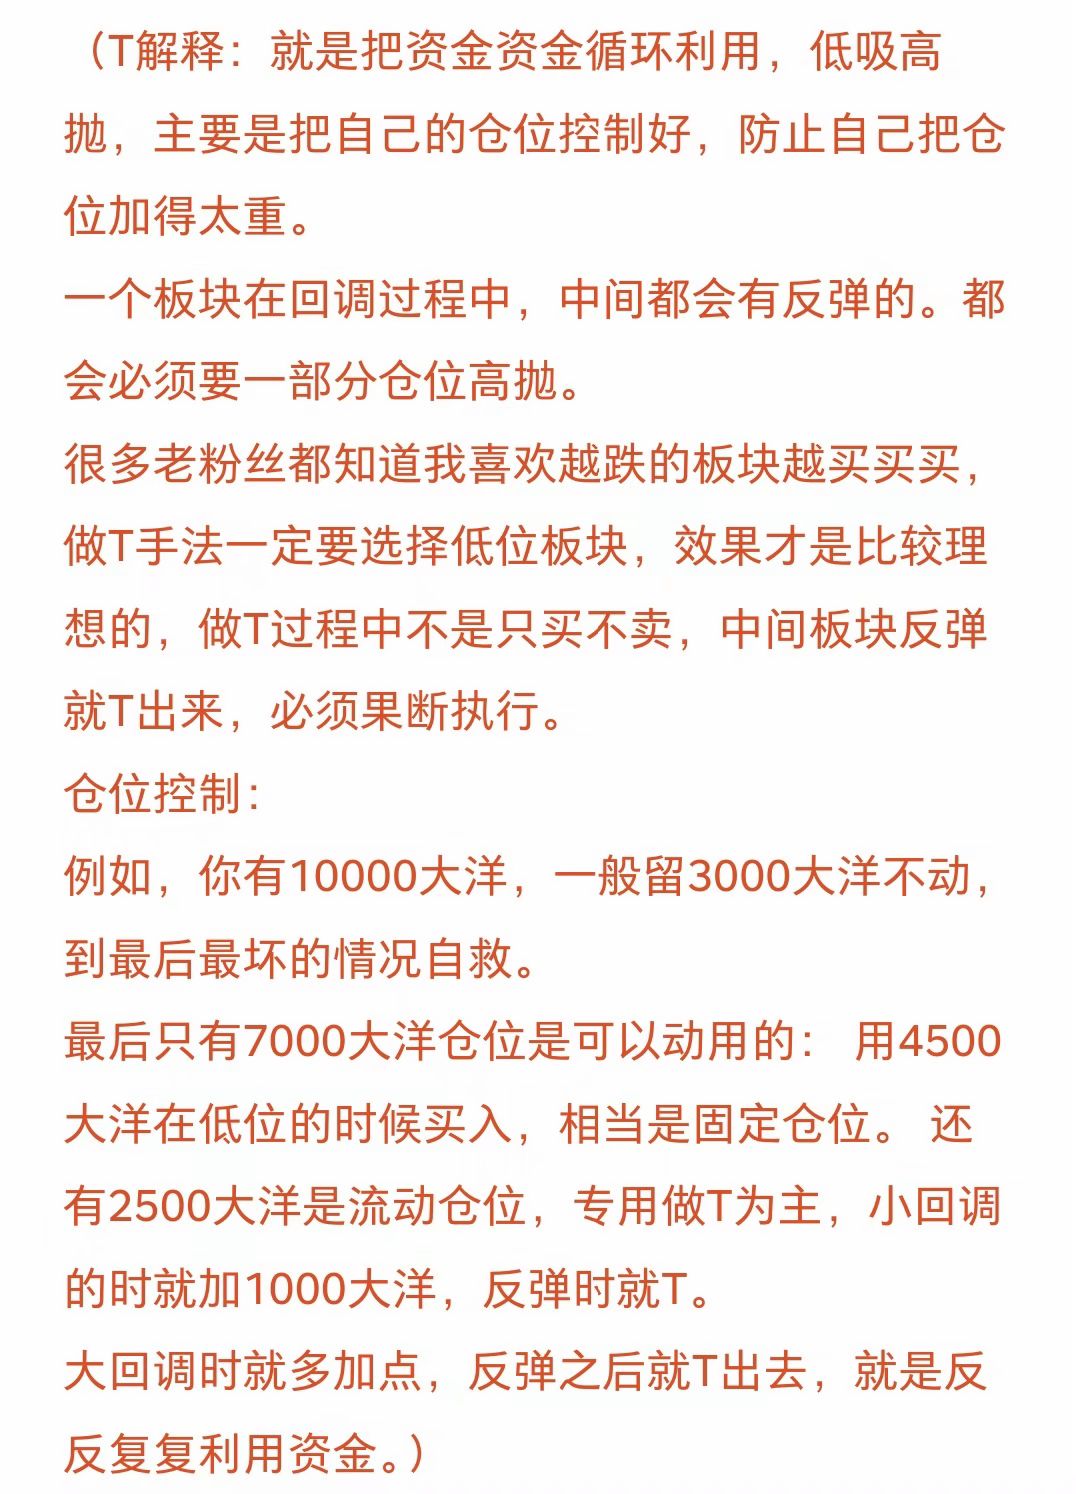 （T解释：就是把资金资金循环利用，低吸高
抛，主要是把自己的仓位控制好，防止自己把仓
位加得太重。
一个板块在回调过程中，中间都会有反弹的。都
会必须要一部分仓位高抛。
很多老粉丝都知道我喜欢越跌的板块越买买买，
做T手法一定要选择低位板块，效果才是比较理
想的，做T过程中不是只买不卖，中间板块反弹
就T出来，必须果断执行。
仓位控制：
例如，你有10000大洋，一般留3000大洋不动，
到最后最坏的情况自救。
最后只有7000大洋仓位是可以动用的： 用4500
大洋在低位的时候买入，相当是固定仓位。 还
有2500大洋是流动仓位，专用做T为主，小回调
的时就加1000大洋，反弹时就T。
大回调时就多加点，反弹之后就T出去，就是反
反复复利用资金。）